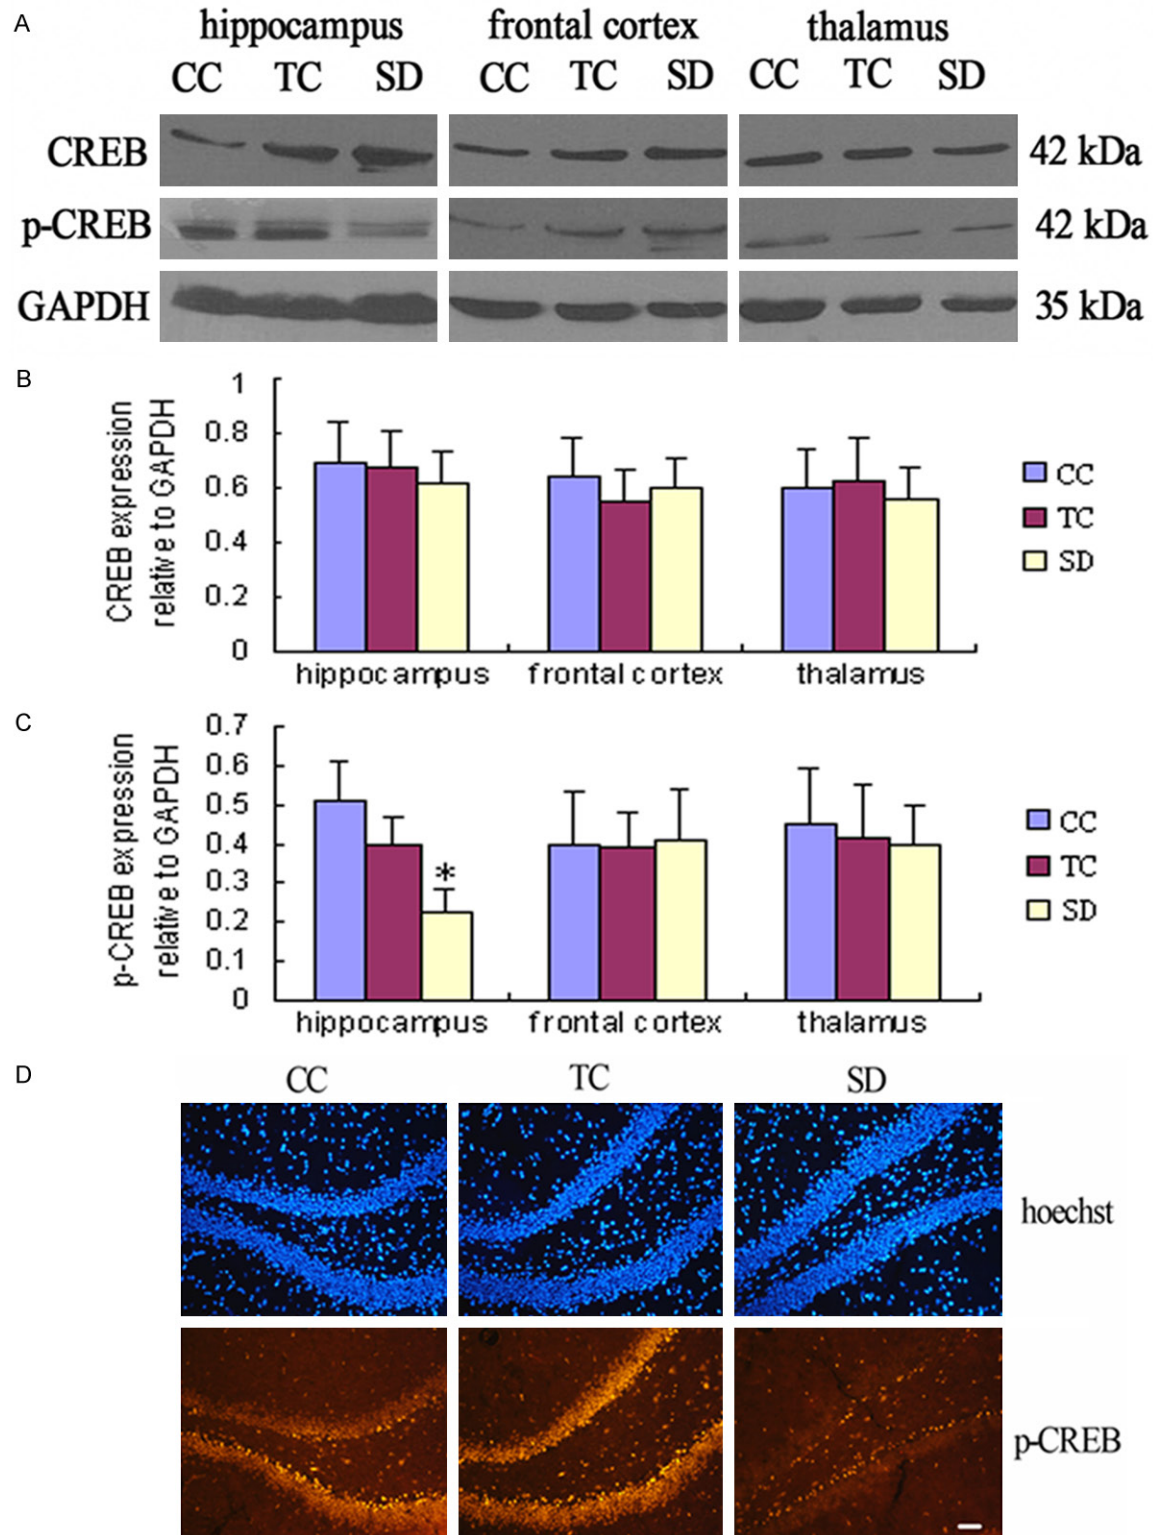 A
hippocampus frontal cortex thalamus
CC TC SD CC TC SD CC TC SD
CREB 42 kDa
p-CREB 42 kDa
GAPDH 35 kDa
B
CREB expression
relative to GAPDH
1
0.8
0.6
0.4
0.2
0
hippocampus frontal cortex thalamus
CC
TC
SD
C
p-CREB expression
relative to GAPDH
0.7
0.6
0.5
0.4
0.3
0.2
0.1
0
*
hippocampus frontal cortex thalamus
CC
TC
SD
D
CC TC SD
hoechst
p-CREB